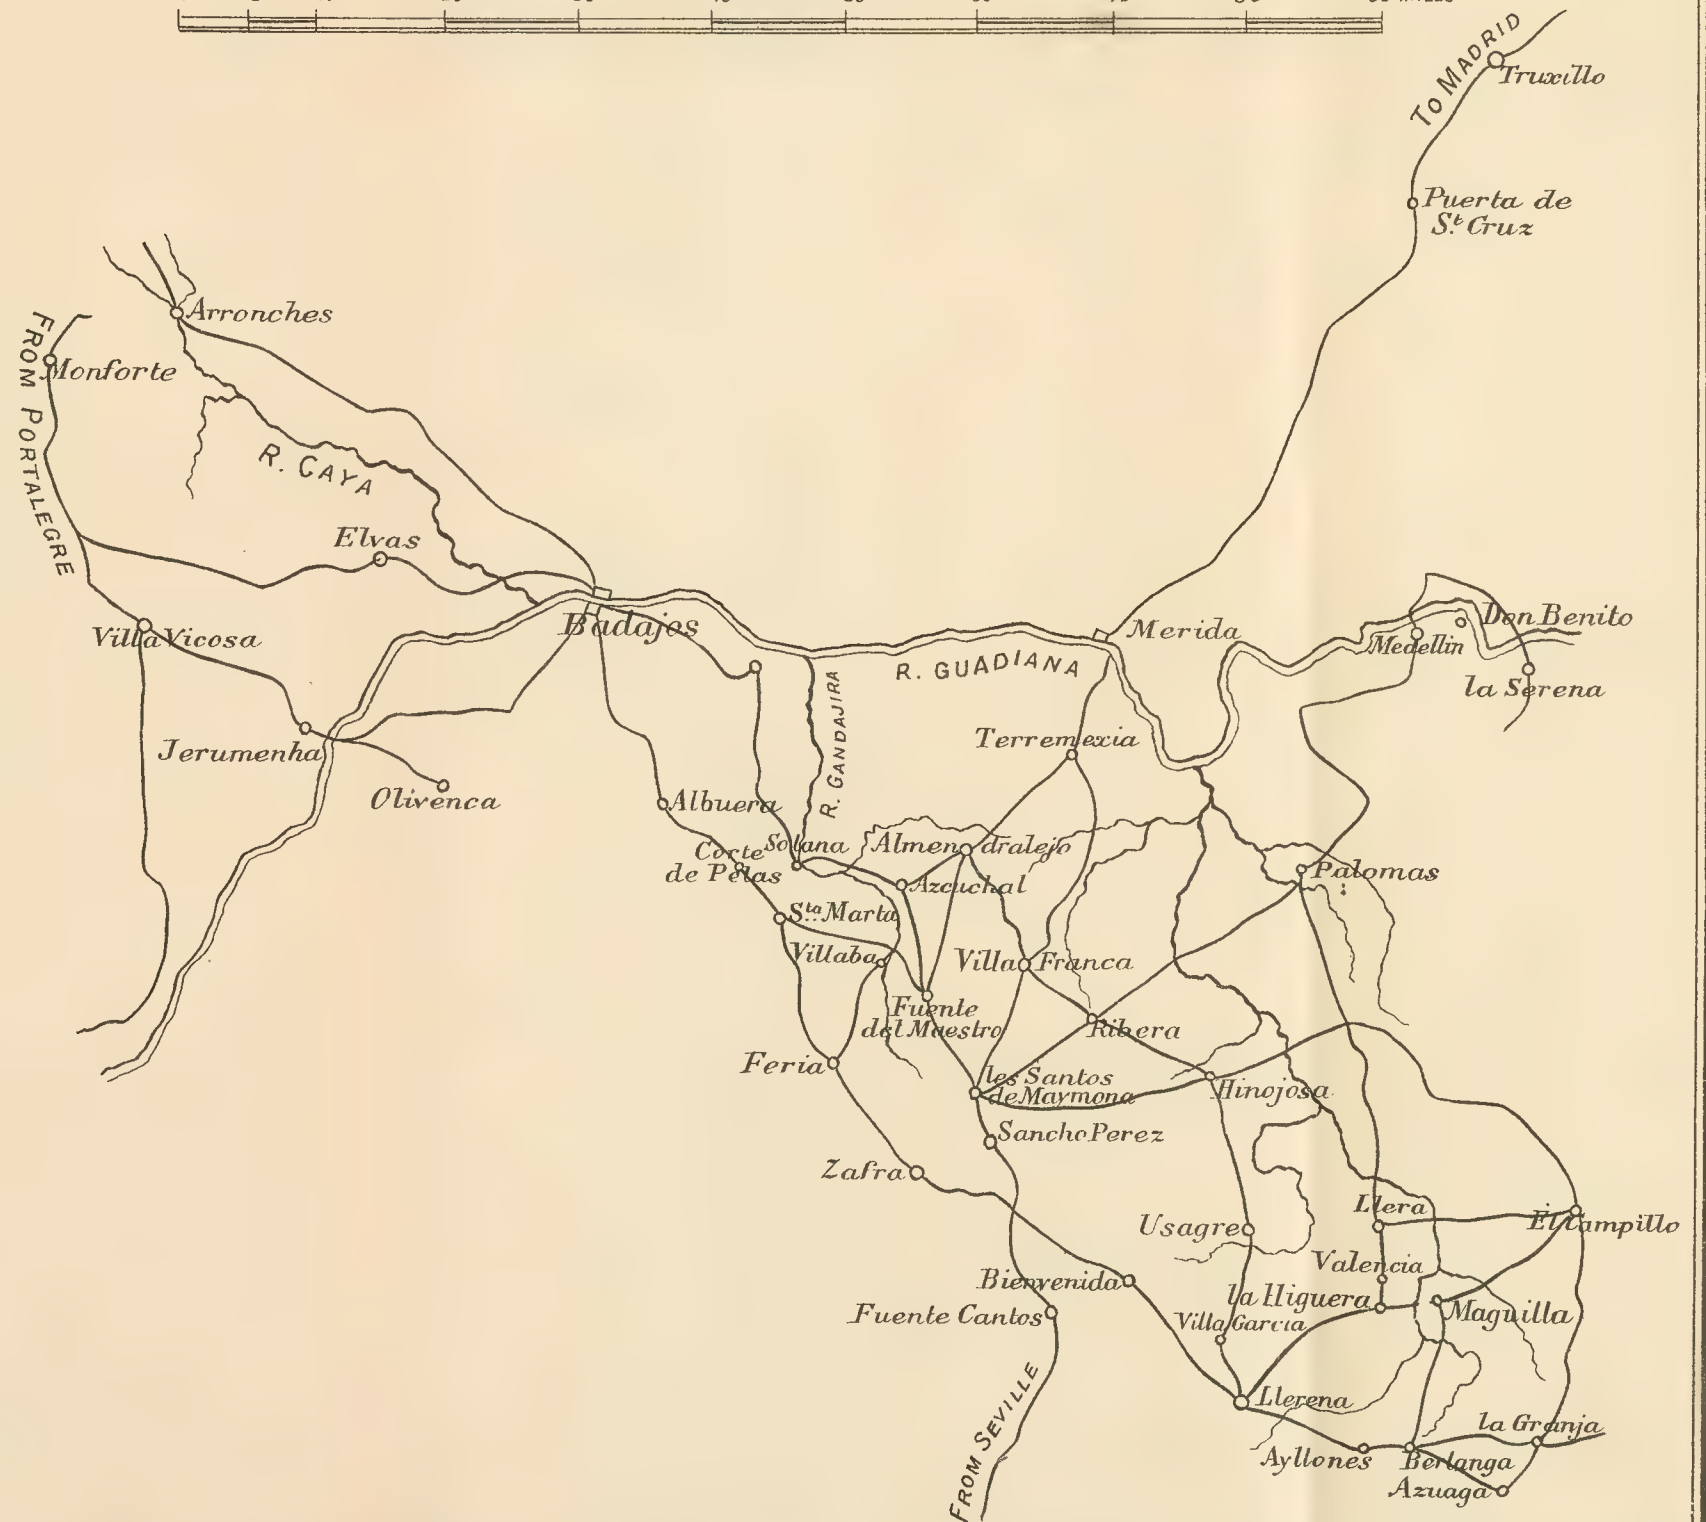 TO MADRID
Truxillo
Puerta de
St. Cruz
Arronches
FROM PORTALEGRE
Monforte
R. CAYA
Elvas
Badajos
Villa Vicosa
Merida
Don Benito
Medellin
R. GUADIANA
la Serena
R. GANDAJIRA
Jerumenha
Terremexia
Olivenca
Albuera
Solana
Almendralejo
Corte
de Pelas
Azcuchal
Palomas
Sta. Marta
Villaba
Villa Franca
Fuente
del Maestro
Ribera
Feria
les Santos
de Maymona
Hinojosa
Sancho Perez
Zafra
Llera
Usagre
El Campillo
Valencia
Bienvenida
la Higuera
Maguilla
Fuente Cantos
Villa Garcia
FROM SEVILLE
Llerena
la Granja
Ayllones
Berlanga
Azuaga